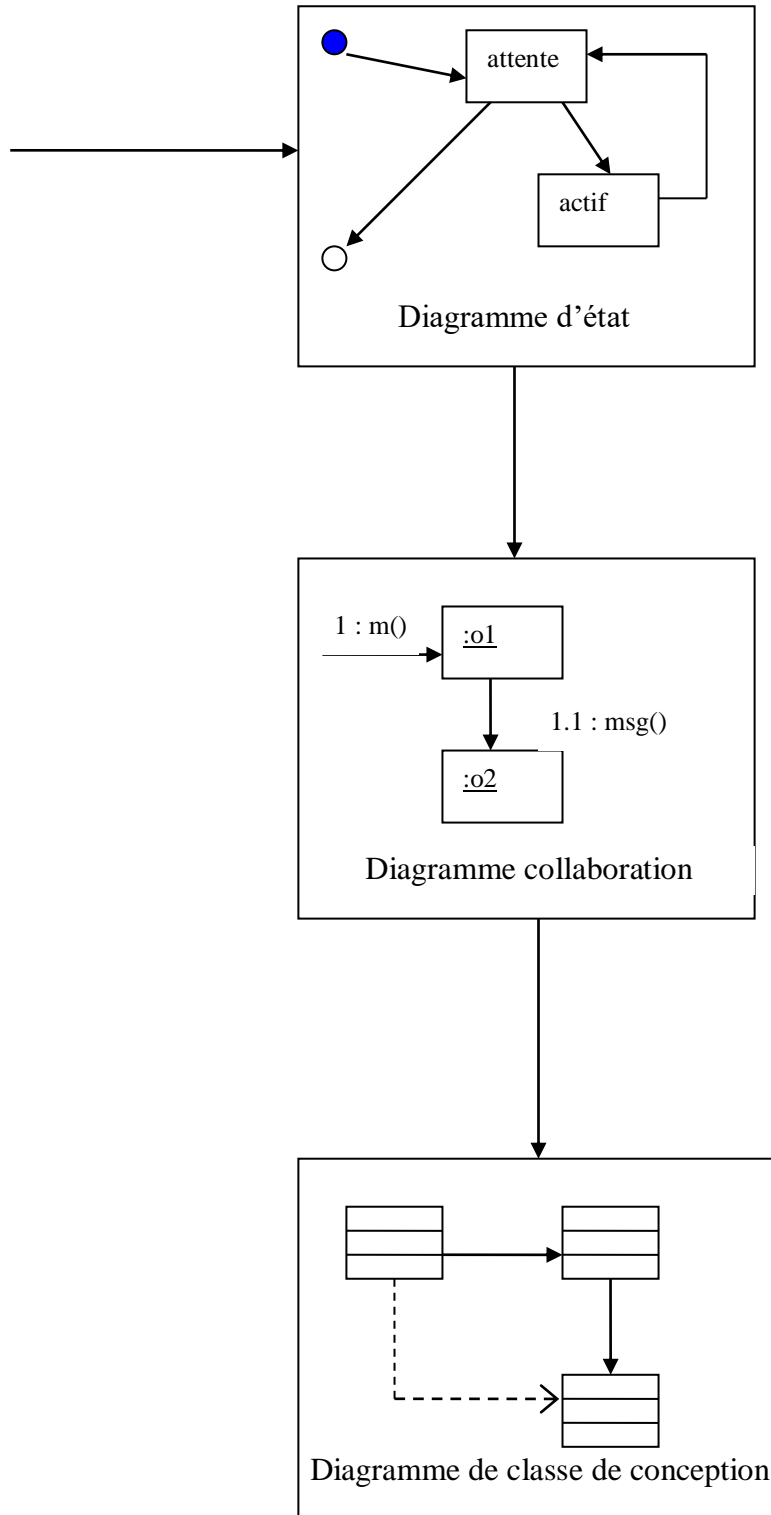 attente
actif
Diagramme d’état
1 : m()
:o1
1.1 : msg()
:o2
Diagramme collaboration
Diagramme de classe de conception